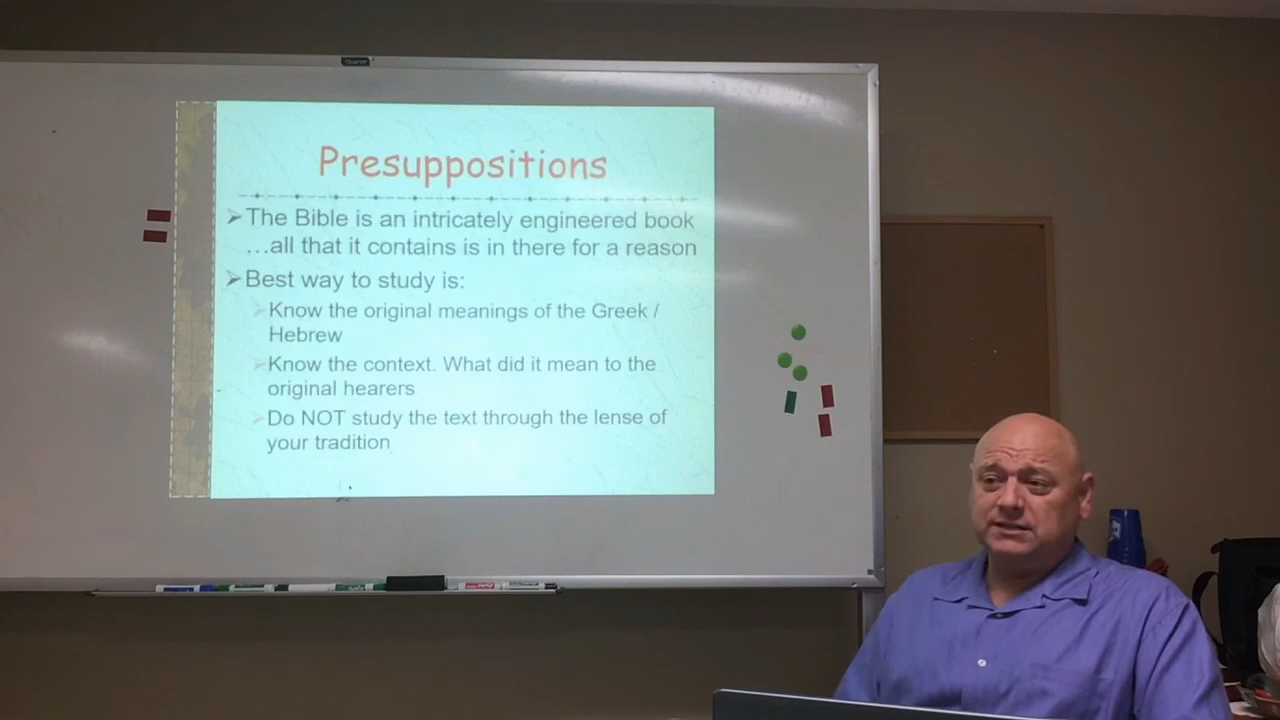 Presuppositions
➢The Bible is an intricately engineered book
…all that it contains is in there for a reason
➢Best way to study is:
➢Know the original meanings of the Greek /
Hebrew
➢Know the context. What did it mean to the
original hearers
➢Do NOT study the text through the lense of
your tradition